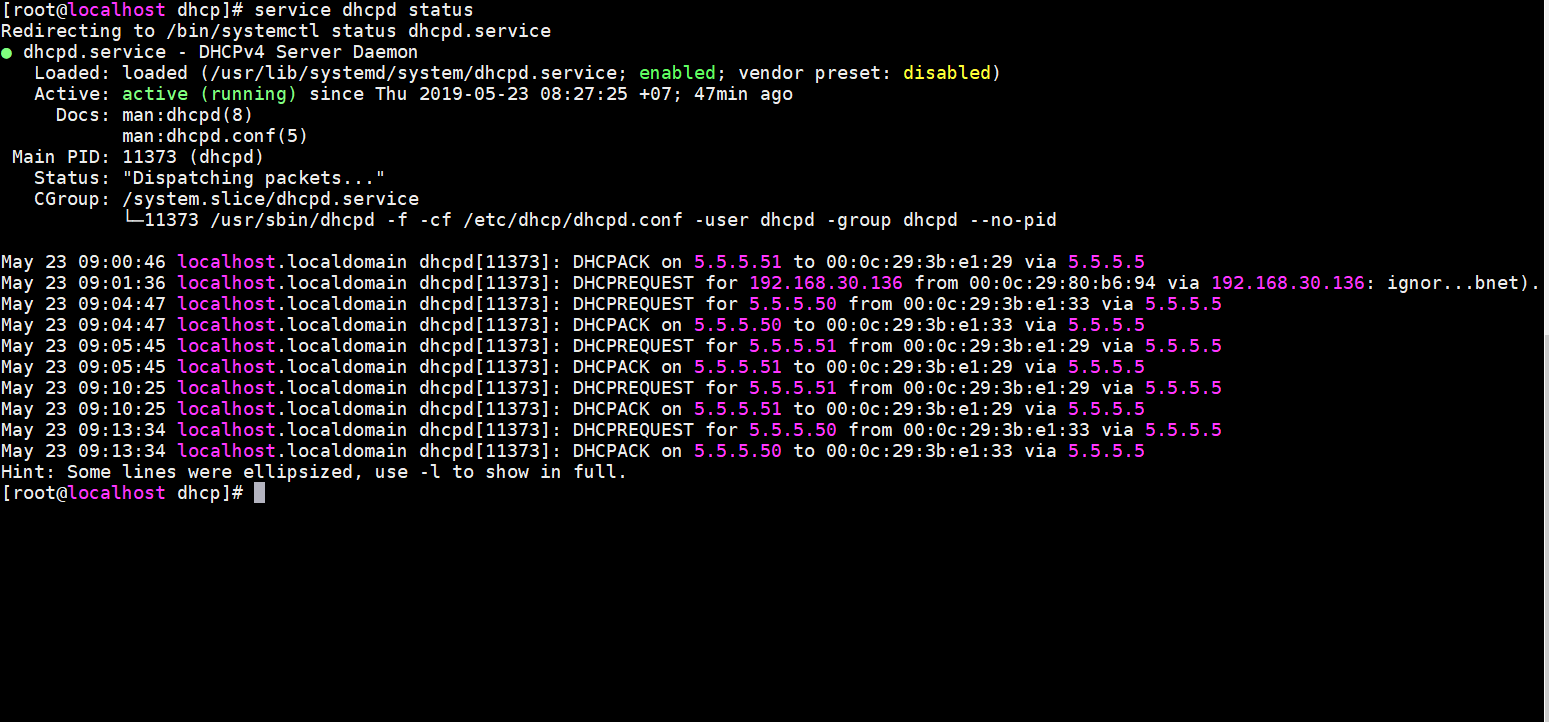 [root@localhost dhcp]# service dhcpd status
Redirecting to /bin/systemctl status dhcpd.service
● dhcpd.service - DHCPv4 Server Daemon
   Loaded: loaded (/usr/lib/systemd/system/dhcpd.service; enabled; vendor preset: disabled)
   Active: active (running) since Thu 2019-05-23 08:27:25 +07; 47min ago
     Docs: man:dhcpd(8)
           man:dhcpd.conf(5)
 Main PID: 11373 (dhcpd)
   Status: "Dispatching packets..."
   CGroup: /system.slice/dhcpd.service
           └─11373 /usr/sbin/dhcpd -f -cf /etc/dhcp/dhcpd.conf -user dhcpd -group dhcpd --no-pid

May 23 09:00:46 localhost.localdomain dhcpd[11373]: DHCPACK on 5.5.5.51 to 00:0c:29:3b:e1:29 via 5.5.5.5
May 23 09:01:36 localhost.localdomain dhcpd[11373]: DHCPREQUEST for 192.168.30.136 from 00:0c:29:80:b6:94 via 192.168.30.136: ignor...bnet).
May 23 09:04:47 localhost.localdomain dhcpd[11373]: DHCPREQUEST for 5.5.5.50 from 00:0c:29:3b:e1:33 via 5.5.5.5
May 23 09:04:47 localhost.localdomain dhcpd[11373]: DHCPACK on 5.5.5.50 to 00:0c:29:3b:e1:33 via 5.5.5.5
May 23 09:05:45 localhost.localdomain dhcpd[11373]: DHCPREQUEST for 5.5.5.51 from 00:0c:29:3b:e1:29 via 5.5.5.5
May 23 09:05:45 localhost.localdomain dhcpd[11373]: DHCPACK on 5.5.5.51 to 00:0c:29:3b:e1:29 via 5.5.5.5
May 23 09:10:25 localhost.localdomain dhcpd[11373]: DHCPREQUEST for 5.5.5.51 from 00:0c:29:3b:e1:29 via 5.5.5.5
May 23 09:10:25 localhost.localdomain dhcpd[11373]: DHCPACK on 5.5.5.51 to 00:0c:29:3b:e1:29 via 5.5.5.5
May 23 09:13:34 localhost.localdomain dhcpd[11373]: DHCPREQUEST for 5.5.5.50 from 00:0c:29:3b:e1:33 via 5.5.5.5
May 23 09:13:34 localhost.localdomain dhcpd[11373]: DHCPACK on 5.5.5.50 to 00:0c:29:3b:e1:33 via 5.5.5.5
Hint: Some lines were ellipsized, use -l to show in full.
[root@localhost dhcp]#